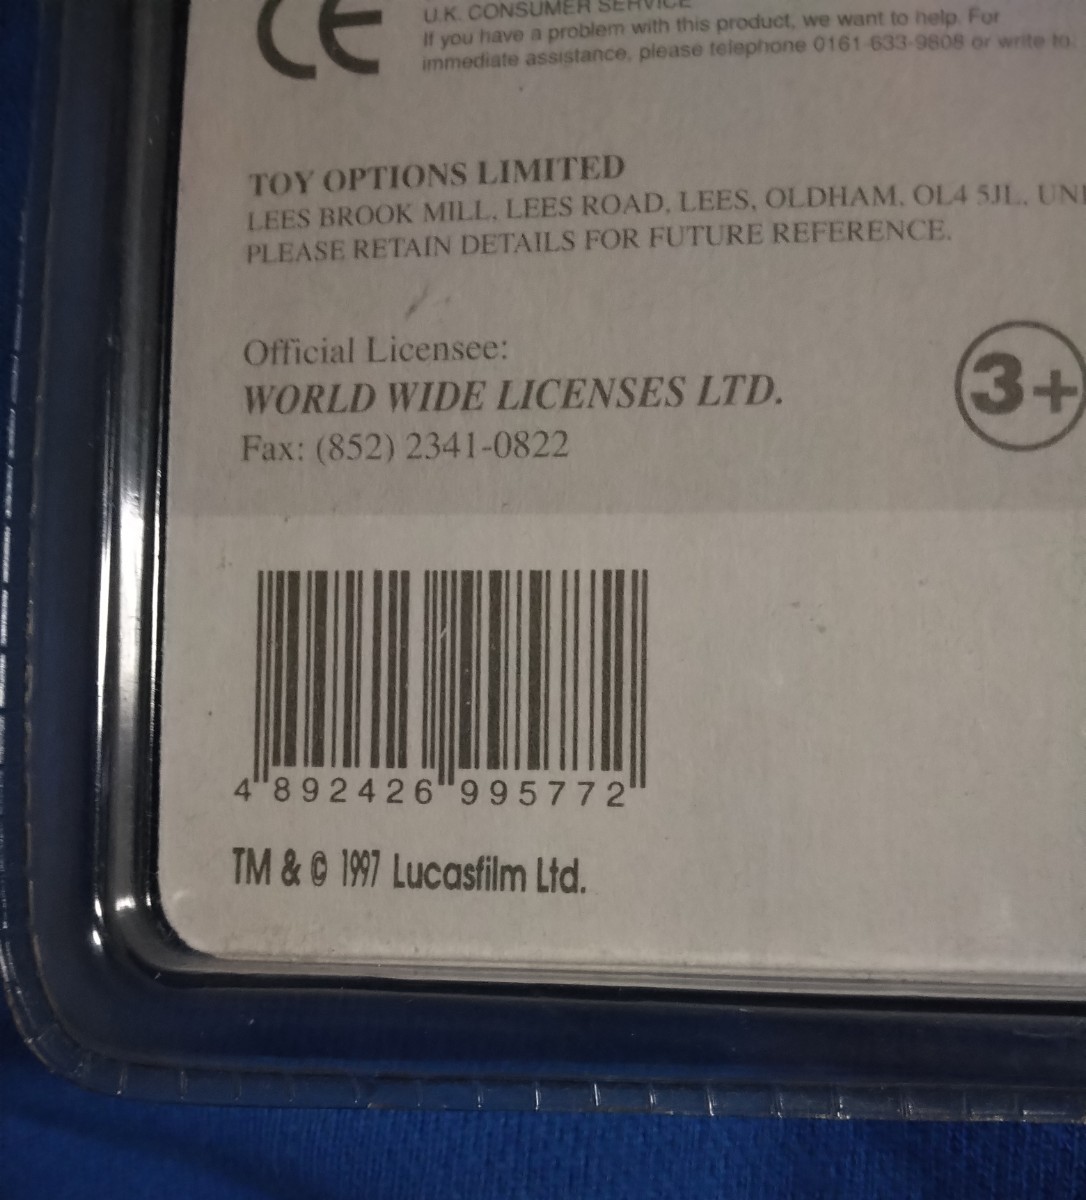 CE
U.K. CONSUMER SERVICE
If you have a problem with this product, we want to help. For
immediate assistance, please telephone 0161-633-9808 or write to:
TOY OPTIONS LIMITED
LEES BROOK MILL, LEES ROAD, LEES, OLDHAM, OL4 5JL, UNI
PLEASE RETAIN DETAILS FOR FUTURE REFERENCE.
Official Licensee:
WORLD WIDE LICENSES LTD.
Fax: (852) 2341-0822
3+
4 892426 995772
TM & © 1997 Lucasfilm Ltd.